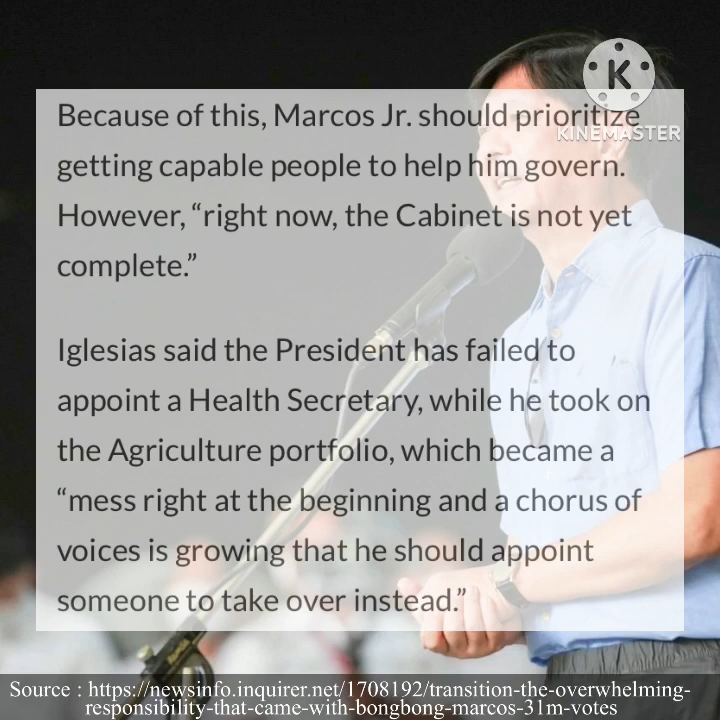 K
KINEMASTER
Because of this, Marcos Jr. should prioritize
getting capable people to help him govern.
However, “right now, the Cabinet is not yet
complete.”
Iglesias said the President has failed to
appoint a Health Secretary, while he took on
the Agriculture portfolio, which became a
“mess right at the beginning and a chorus of
voices is growing that he should appoint
someone to take over instead.”
Source : https://newsinfo.inquirer.net/1708192/transition-the-overwhelming-
responsibility-that-came-with-bongbong-marcos-31m-votes